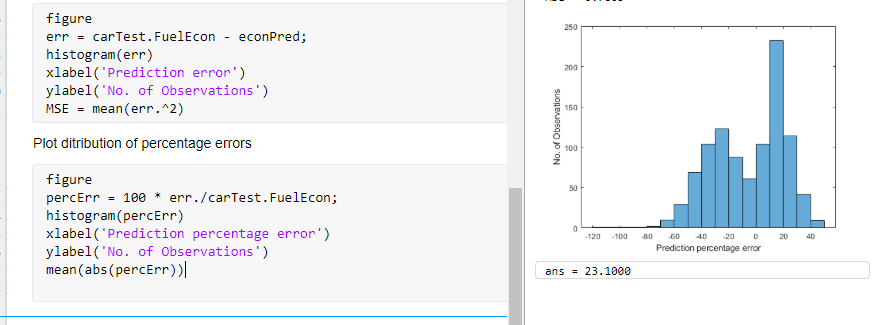 figure
err = carTest.FuelEcon - econPred;
histogram(err)
xlabel('Prediction error')
ylabel('No. of Observations')
MSE = mean(err.^2)
Plot ditribution of percentage errors
figure
percErr = 100 * err./carTest.FuelEcon;
histogram(percErr)
xlabel('Prediction percentage error')
ylabel('No. of Observations')
mean(abs(percErr))
250
200
150
100
50
0
No. of Observations
-120 -100 -80 -60 -40 -20 0 20 40
Prediction percentage error
ans = 23.1000